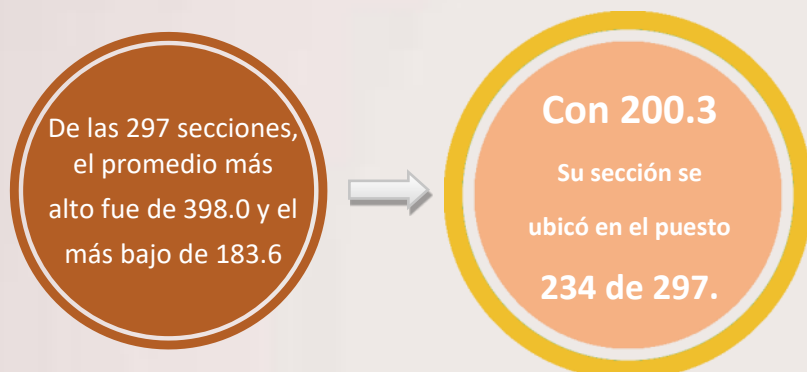 De las 297 secciones,
el promedio más
alto fue de 398.0 y el
más bajo de 183.6
Con 200.3
Su sección se
ubicó en el puesto
234 de 297.